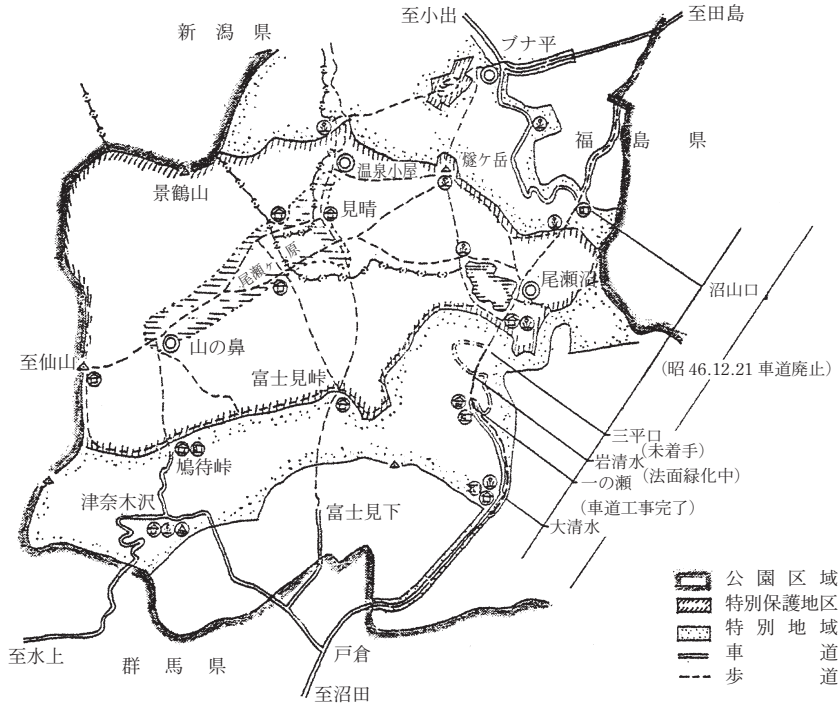 至小出
至田島
新潟県
ブナ平
福島県
燧ケ岳
温泉小屋
景鶴山
見晴
尾瀬ヶ原
尾瀬沼
沼山口
山の鼻
至仙山
富士見峠
(昭 46.12.21 車道廃止)
三平口
(未着手)
岩清水
鳩待峠
一の瀬
(法面緑化中)
津奈木沢
富士見下
(車道工事完了)
大清水
公園区域
特別保護地区
特別地域
車道
歩道
至水上
群馬県
戸倉
至沼田